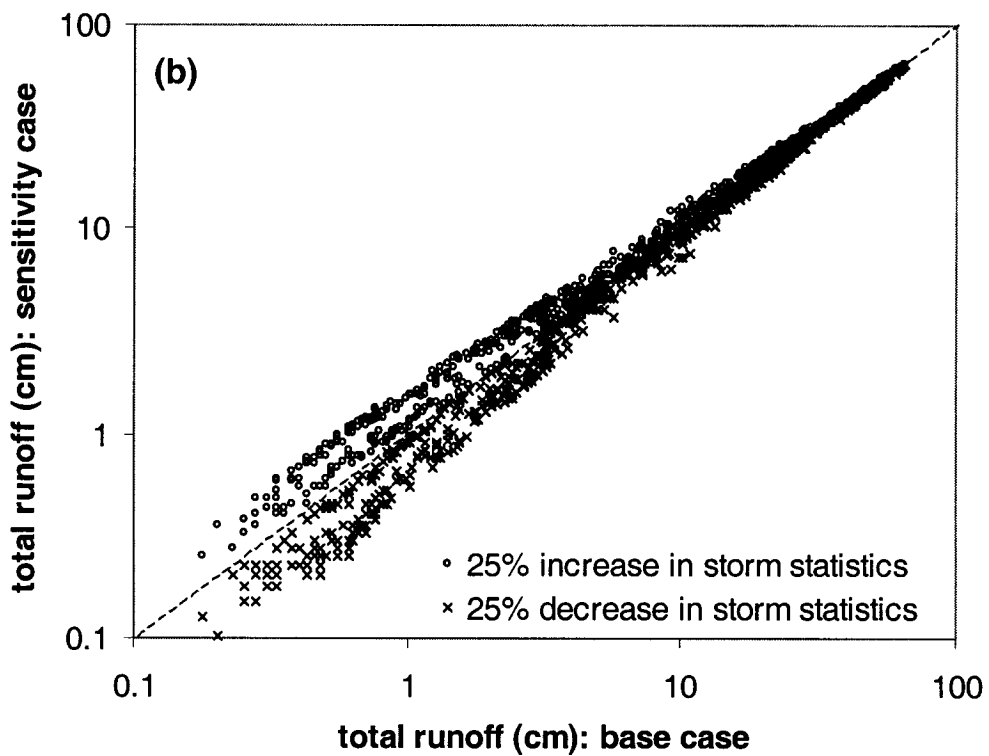 100
(b)
10
1
0.1
total runoff (cm): sensitivity case
o 25% increase in storm statistics
x 25% decrease in storm statistics
0.1 1 10 100
total runoff (cm): base case